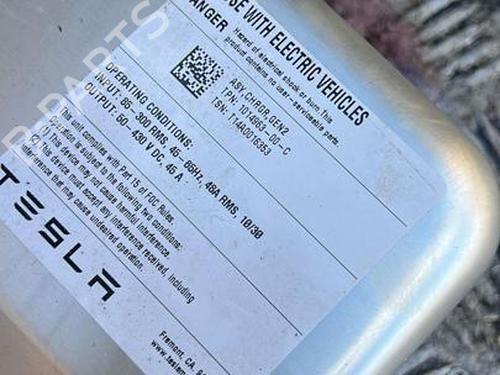 USE WITH ELECTRIC VEHICLES
DANGER
Hazard of electrical shock or burn. This
product contains no user-serviceable parts.
ASY,CHRGR,GEN2
TPN: 1014963-00-C
TSN: T14A0016353
OPERATING CONDITIONS:
INPUT: 85-300 RMS, 45-65Hz, 48A RMS, 10/30
OUTPUT: 50-430 V DC, 45 A
This unit complies with Part 15 of FCC Rules.
Operation is subject to the following two conditions:
(1) This device may not cause harmful interference.
(2) This device must accept any interference received, including
interference that may cause undesired operation.
TESLA
Fremont, CA,
B-PARTS